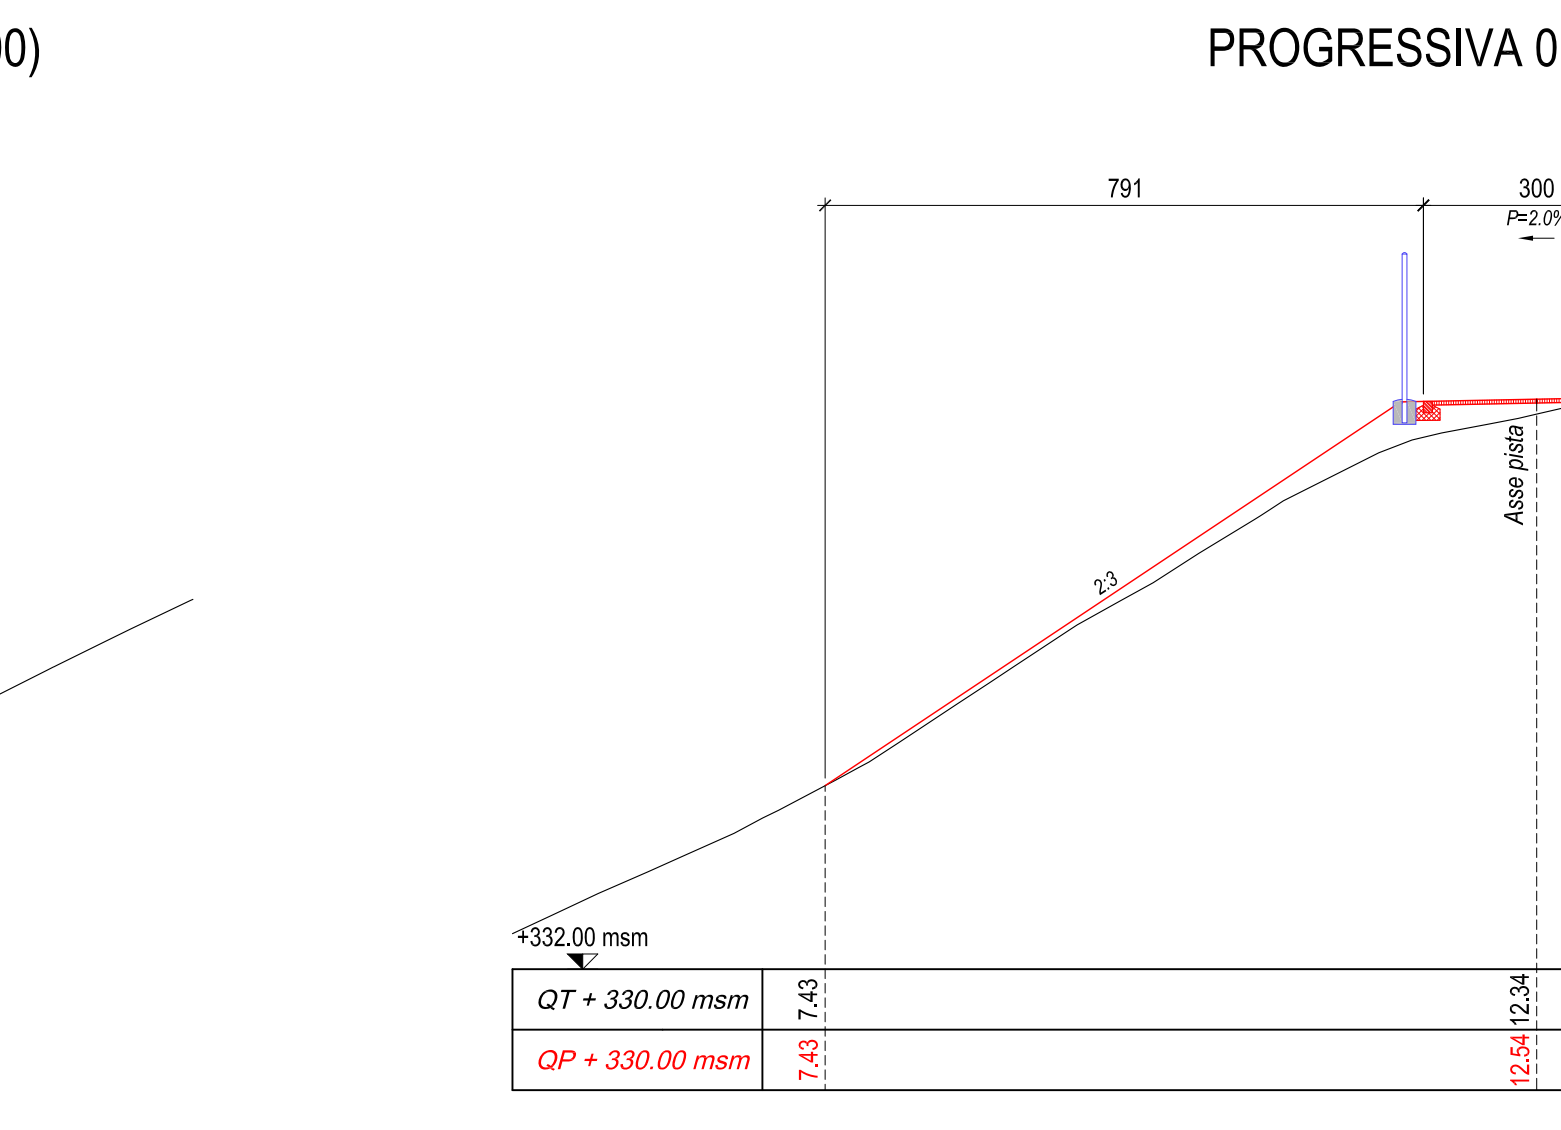 00)
PROGRESSIVA 0
791
300
P=2.0%
Asse pista
2:3
+332.00 msm
QT + 330.00 msm
7.43
12.34
QP + 330.00 msm
7.43
12.54